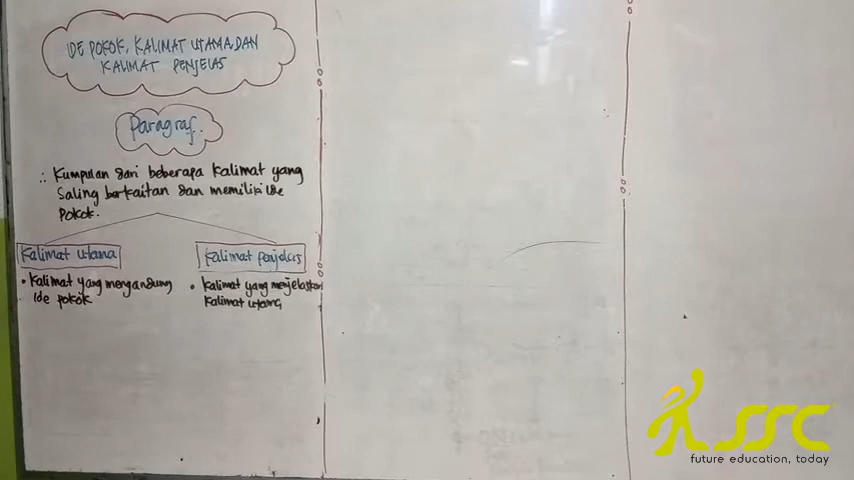 IDE POKOK, KALIMAT UTAMA, DAN
KALIMAT PENJELAS
Paragraf.
∴ Kumpulan dari beberapa kalimat yang
Saling berkaitan dan memiliki ide
Pokok.
Kalimat utama
Kalimat penjelas
• Kalimat yang mengandung
Ide pokok
• Kalimat yang menjelaskan
Kalimat utama
SSC
future education, today